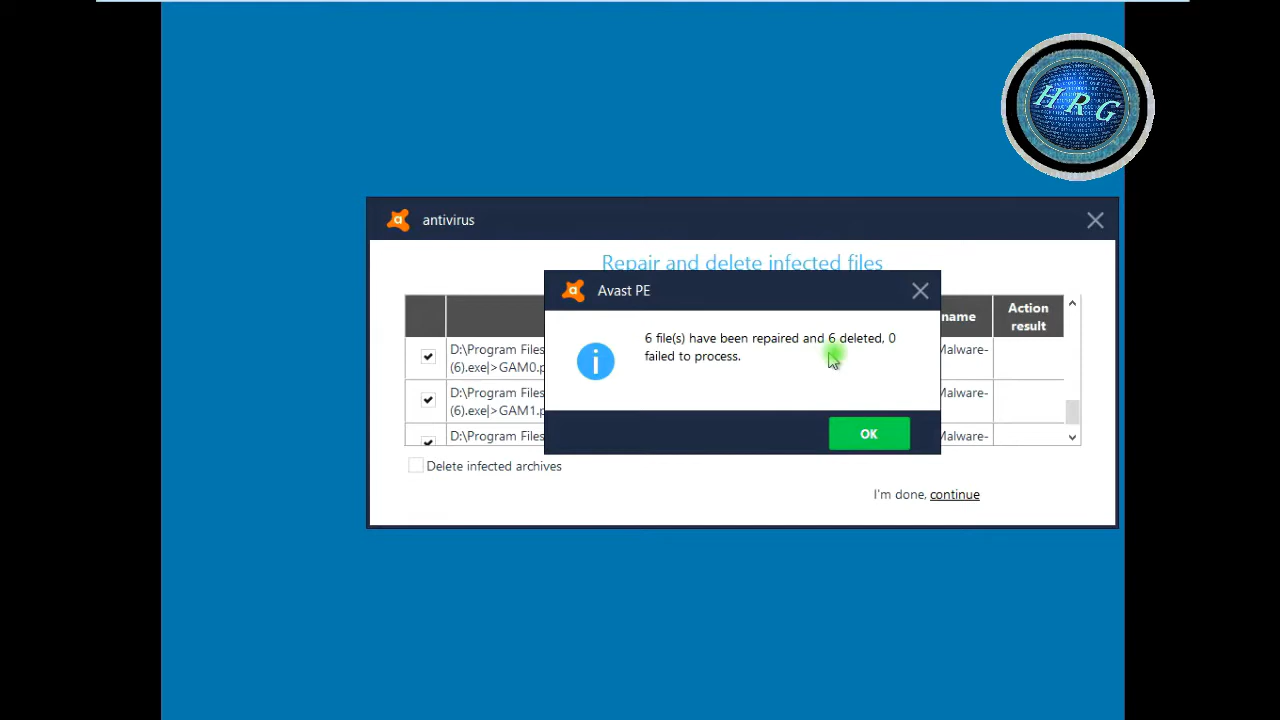 HRG
antivirus
Repair and delete infected files
Avast PE
6 file(s) have been repaired and 6 deleted, 0
failed to process.
OK
name
Action
result
D:\Program Files
(6).exe|>GAM0.p
Malware-
D:\Program Files
(6).exe|>GAM1.p
Malware-
D:\Program Files
Malware-
Delete infected archives
I'm done, continue